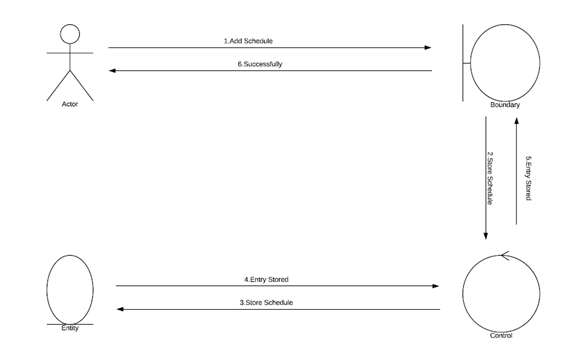 1.Add Schedule
6.Successfully
Actor
Boundary
2.Store Schedule
5.Entry Stored
4.Entry Stored
3.Store Schedule
Entity
Control